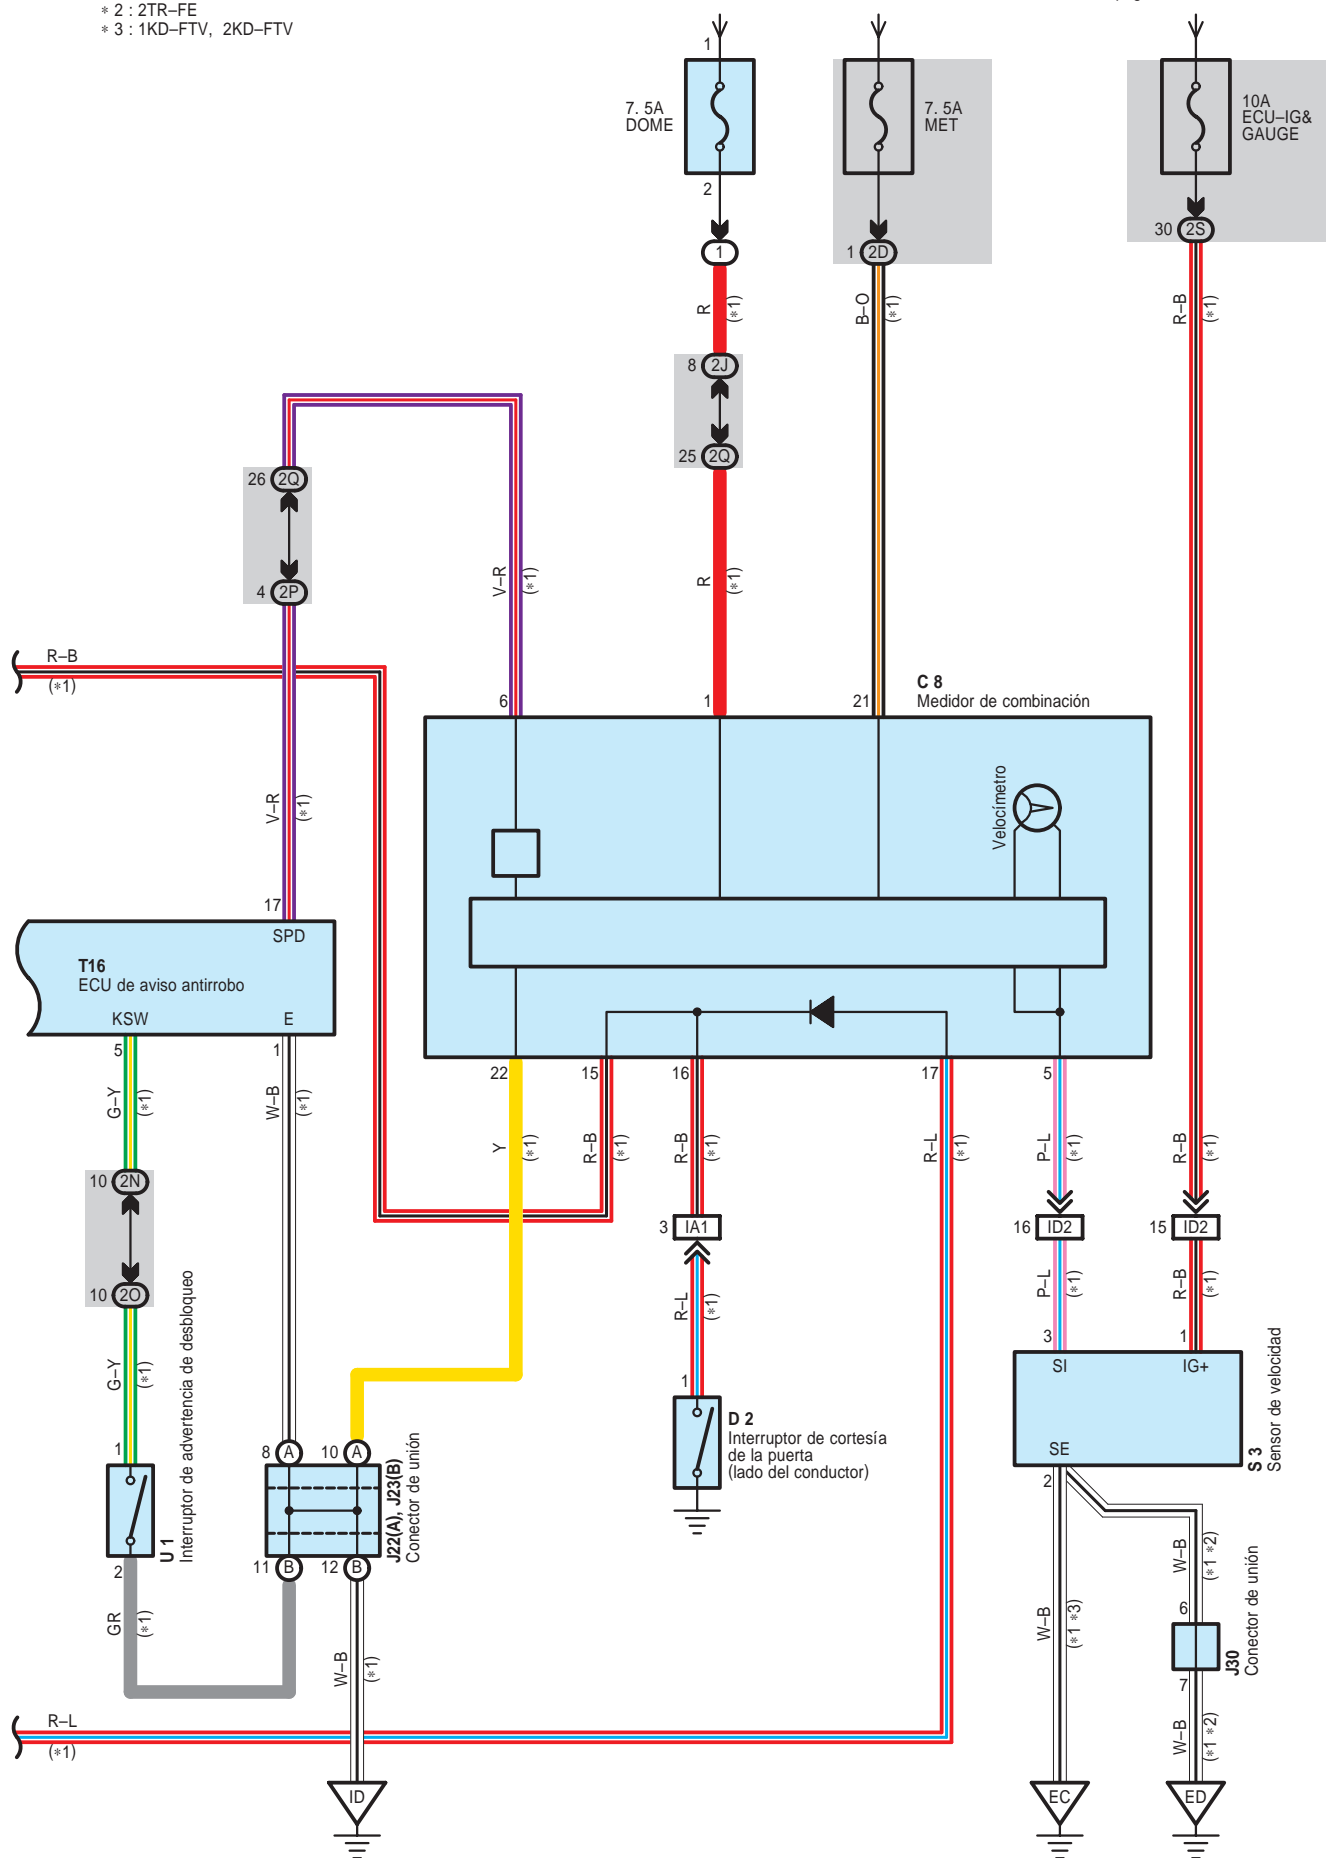 * 2 : 2TR–FE
* 3 : 1KD–FTV, 2KD–FTV
1
7. 5A
DOME
2
1
7. 5A
MET
1 2D
10A
ECU–IG&
GAUGE
30 2S
R
(*1)
B–O
(*1)
R–B
(*1)
8 2J
25 2Q
26 2Q
4 2P
V–R
(*1)
R
(*1)
R–B
(*1)
6
1
21
C 8
Medidor de combinación
V–R
(*1)
Velocímetro
17
SPD
T16
ECU de aviso antirrobo
KSW
E
5
1
22
15
16
17
5
G–Y
(*1)
W–B
(*1)
Y
(*1)
R–B
(*1)
R–B
(*1)
R–L
(*1)
P–L
(*1)
R–B
(*1)
10 2N
10 2O
3 IA1
16 ID2
15 ID2
R–L
(*1)
P–L
(*1)
R–B
(*1)
G–Y
(*1)
3
1
SI
IG+
SE
S 3
Sensor de velocidad
1
D 2
Interruptor de cortesía
de la puerta
(lado del conductor)
1
2
U 1
Interruptor de advertencia de desbloqueo
8 A
10 A
11 B
12 B
J22(A), J23(B)
Conector de unión
2
GR
(*1)
W–B
(*1)
W–B
(*1 *3)
W–B
(*1 *2)
6
7
J30
Conector de unión
W–B
(*1 *2)
R–L
(*1)
ID
EC
ED